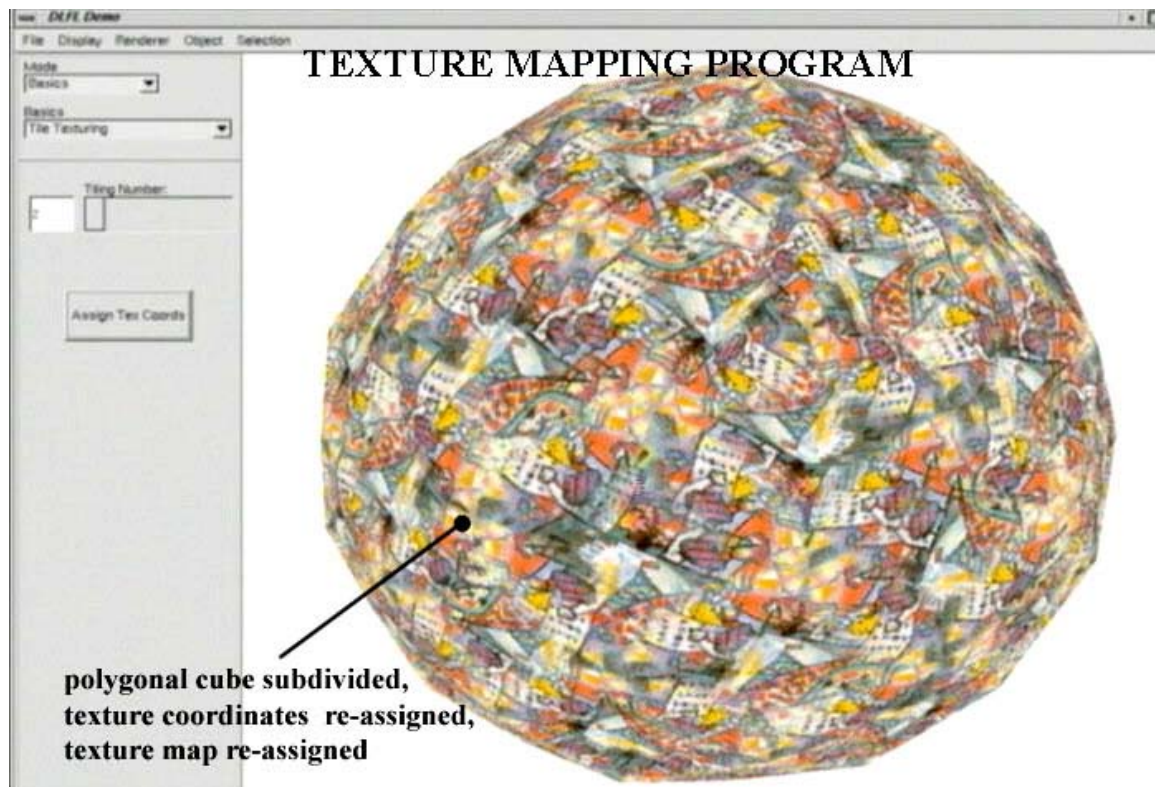 DLFL Demo
File Display Renderer Object Selection
TEXTURE MAPPING PROGRAM
Mode
Basics
Basics
Tile Texturing
Tiling Number:
2
Assign Tex Coords
polygonal cube subdivided,
texture coordinates re-assigned,
texture map re-assigned